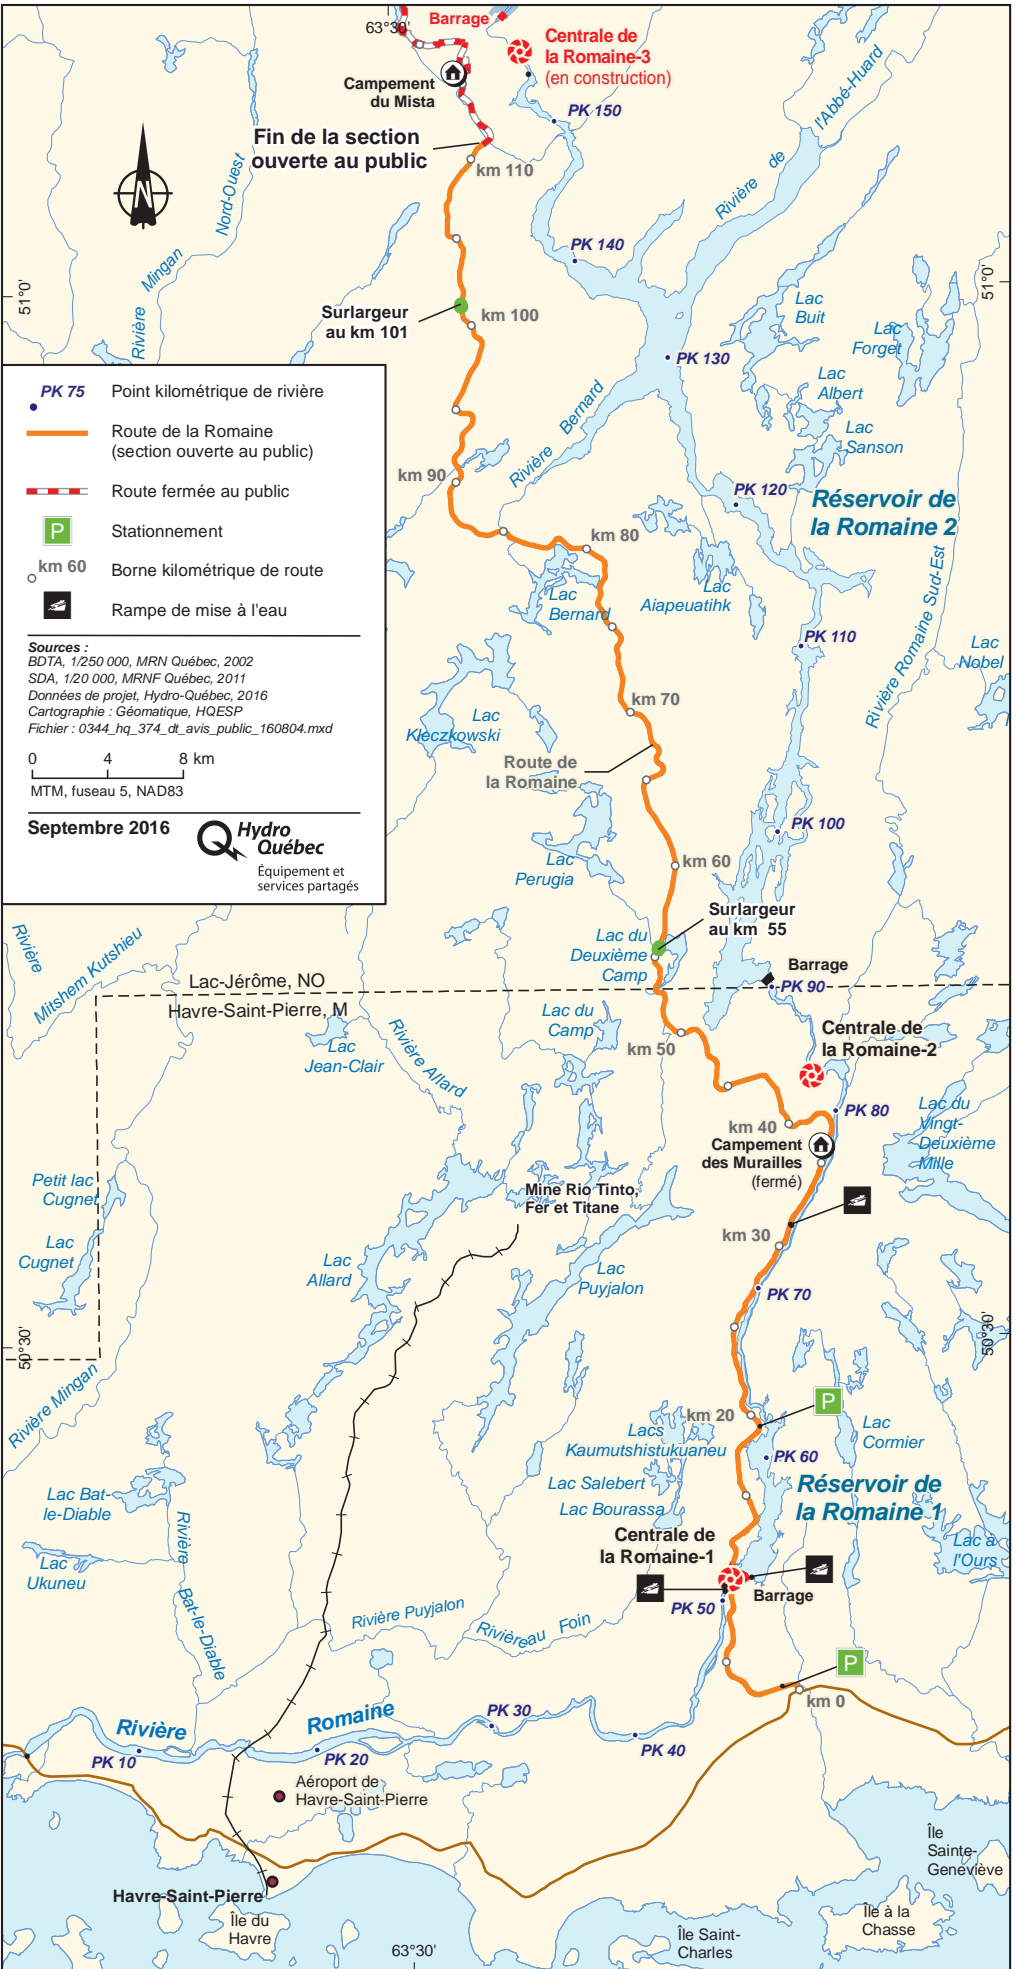 63°30'
Barrage
Centrale de
la Romaine-3
(en construction)
Campement
du Mista
PK 150
Fin de la section
ouverte au public
km 110
l'Abbé-Huard
Rivière de
Nord-Ouest
Mingan
Rivière
N
PK 140
51°0'
51°0'
Surlargeur
au km 101
km 100
Lac
Buit
Lac
Forget
PK 130
Lac
Albert
Lac
Sanson
Rivière Bernard
km 90
PK 120
Réservoir de
la Romaine 2
PK 75 Point kilométrique de rivière
Route de la Romaine
(section ouverte au public)
Route fermée au public
P Stationnement
km 60 Borne kilométrique de route
Rampe de mise à l'eau
Sources :
BDTA, 1/250 000, MRN Québec, 2002
SDA, 1/20 000, MRNF Québec, 2011
Données de projet, Hydro-Québec, 2016
Cartographie : Géomatique, HQESP
Fichier : 0344_hq_374_dt_avis_public_160804.mxd
0 4 8 km
MTM, fuseau 5, NAD83
Septembre 2016
Hydro
Québec
Équipement et
services partagés
km 80
Lac
Bernard
Lac
Aiapeuatihk
PK 110
Rivière Romaine Sud-Est
Lac
Nobel
km 70
Lac
Kleczkowski
Route de
la Romaine
PK 100
Lac
Perugia
km 60
Surlargeur
au km 55
Lac du
Deuxième
Camp
Barrage
PK 90
Rivière
Mitshem Kutshieu
Lac-Jérôme, NO
Havre-Saint-Pierre, M
Lac
Jean-Clair
Rivière Allard
Lac du
Camp
km 50
Centrale de
la Romaine-2
PK 80
km 40
Campement
des Murailles
(fermé)
Lac du
Vingt-
Deuxième
Mille
Petit lac
Cugnet
Mine Rio Tinto,
Fer et Titane
Lac
Cugnet
Lac
Allard
Lac
Puyjalon
km 30
PK 70
50°30'
50°30'
Rivière Mingan
P
km 20
Lacs
Kaumutshistukuaneu
Lac
Cormier
PK 60
Lac Salebert
Lac Bourassa
Réservoir de
la Romaine 1
Lac Bat-
le-Diable
Rivière
Bat-le-Diable
Lac
Ukuneu
Centrale de
la Romaine-1
Lac à
l'Ours
Barrage
PK 50
Rivière Puyjalon
Rivière au Foin
P
km 0
Rivière
Romaine
PK 10
PK 20
PK 30
PK 40
Aéroport de
Havre-Saint-Pierre
Havre-Saint-Pierre
Île du
Havre
63°30'
Île
Sainte-
Geneviève
Île à la
Chasse
Île Saint-
Charles